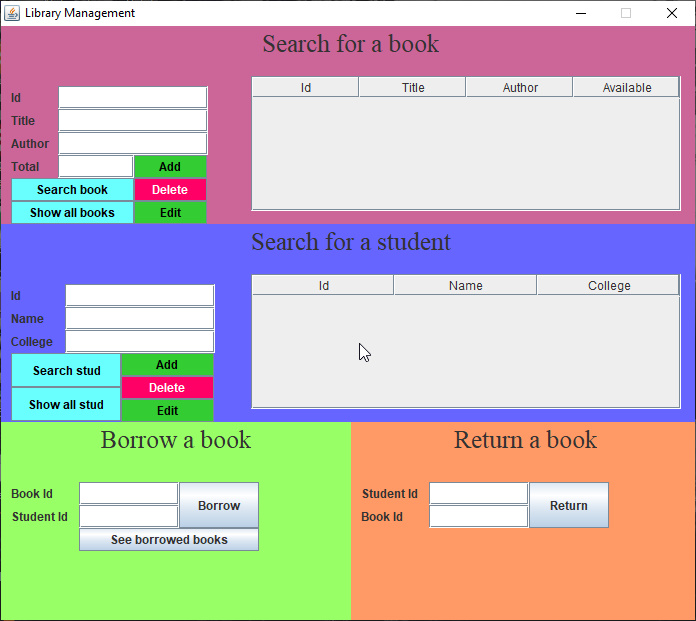 Library Management
Search for a book
Id Title Author Available
Id
Title
Author
Total Add
Search book Delete
Show all books Edit
Search for a student
Id Name College
Id
Name
College
Search stud Add
Delete
Show all stud Edit
Borrow a book
Book Id
Borrow
Student Id
See borrowed books
Return a book
Student Id
Return
Book Id